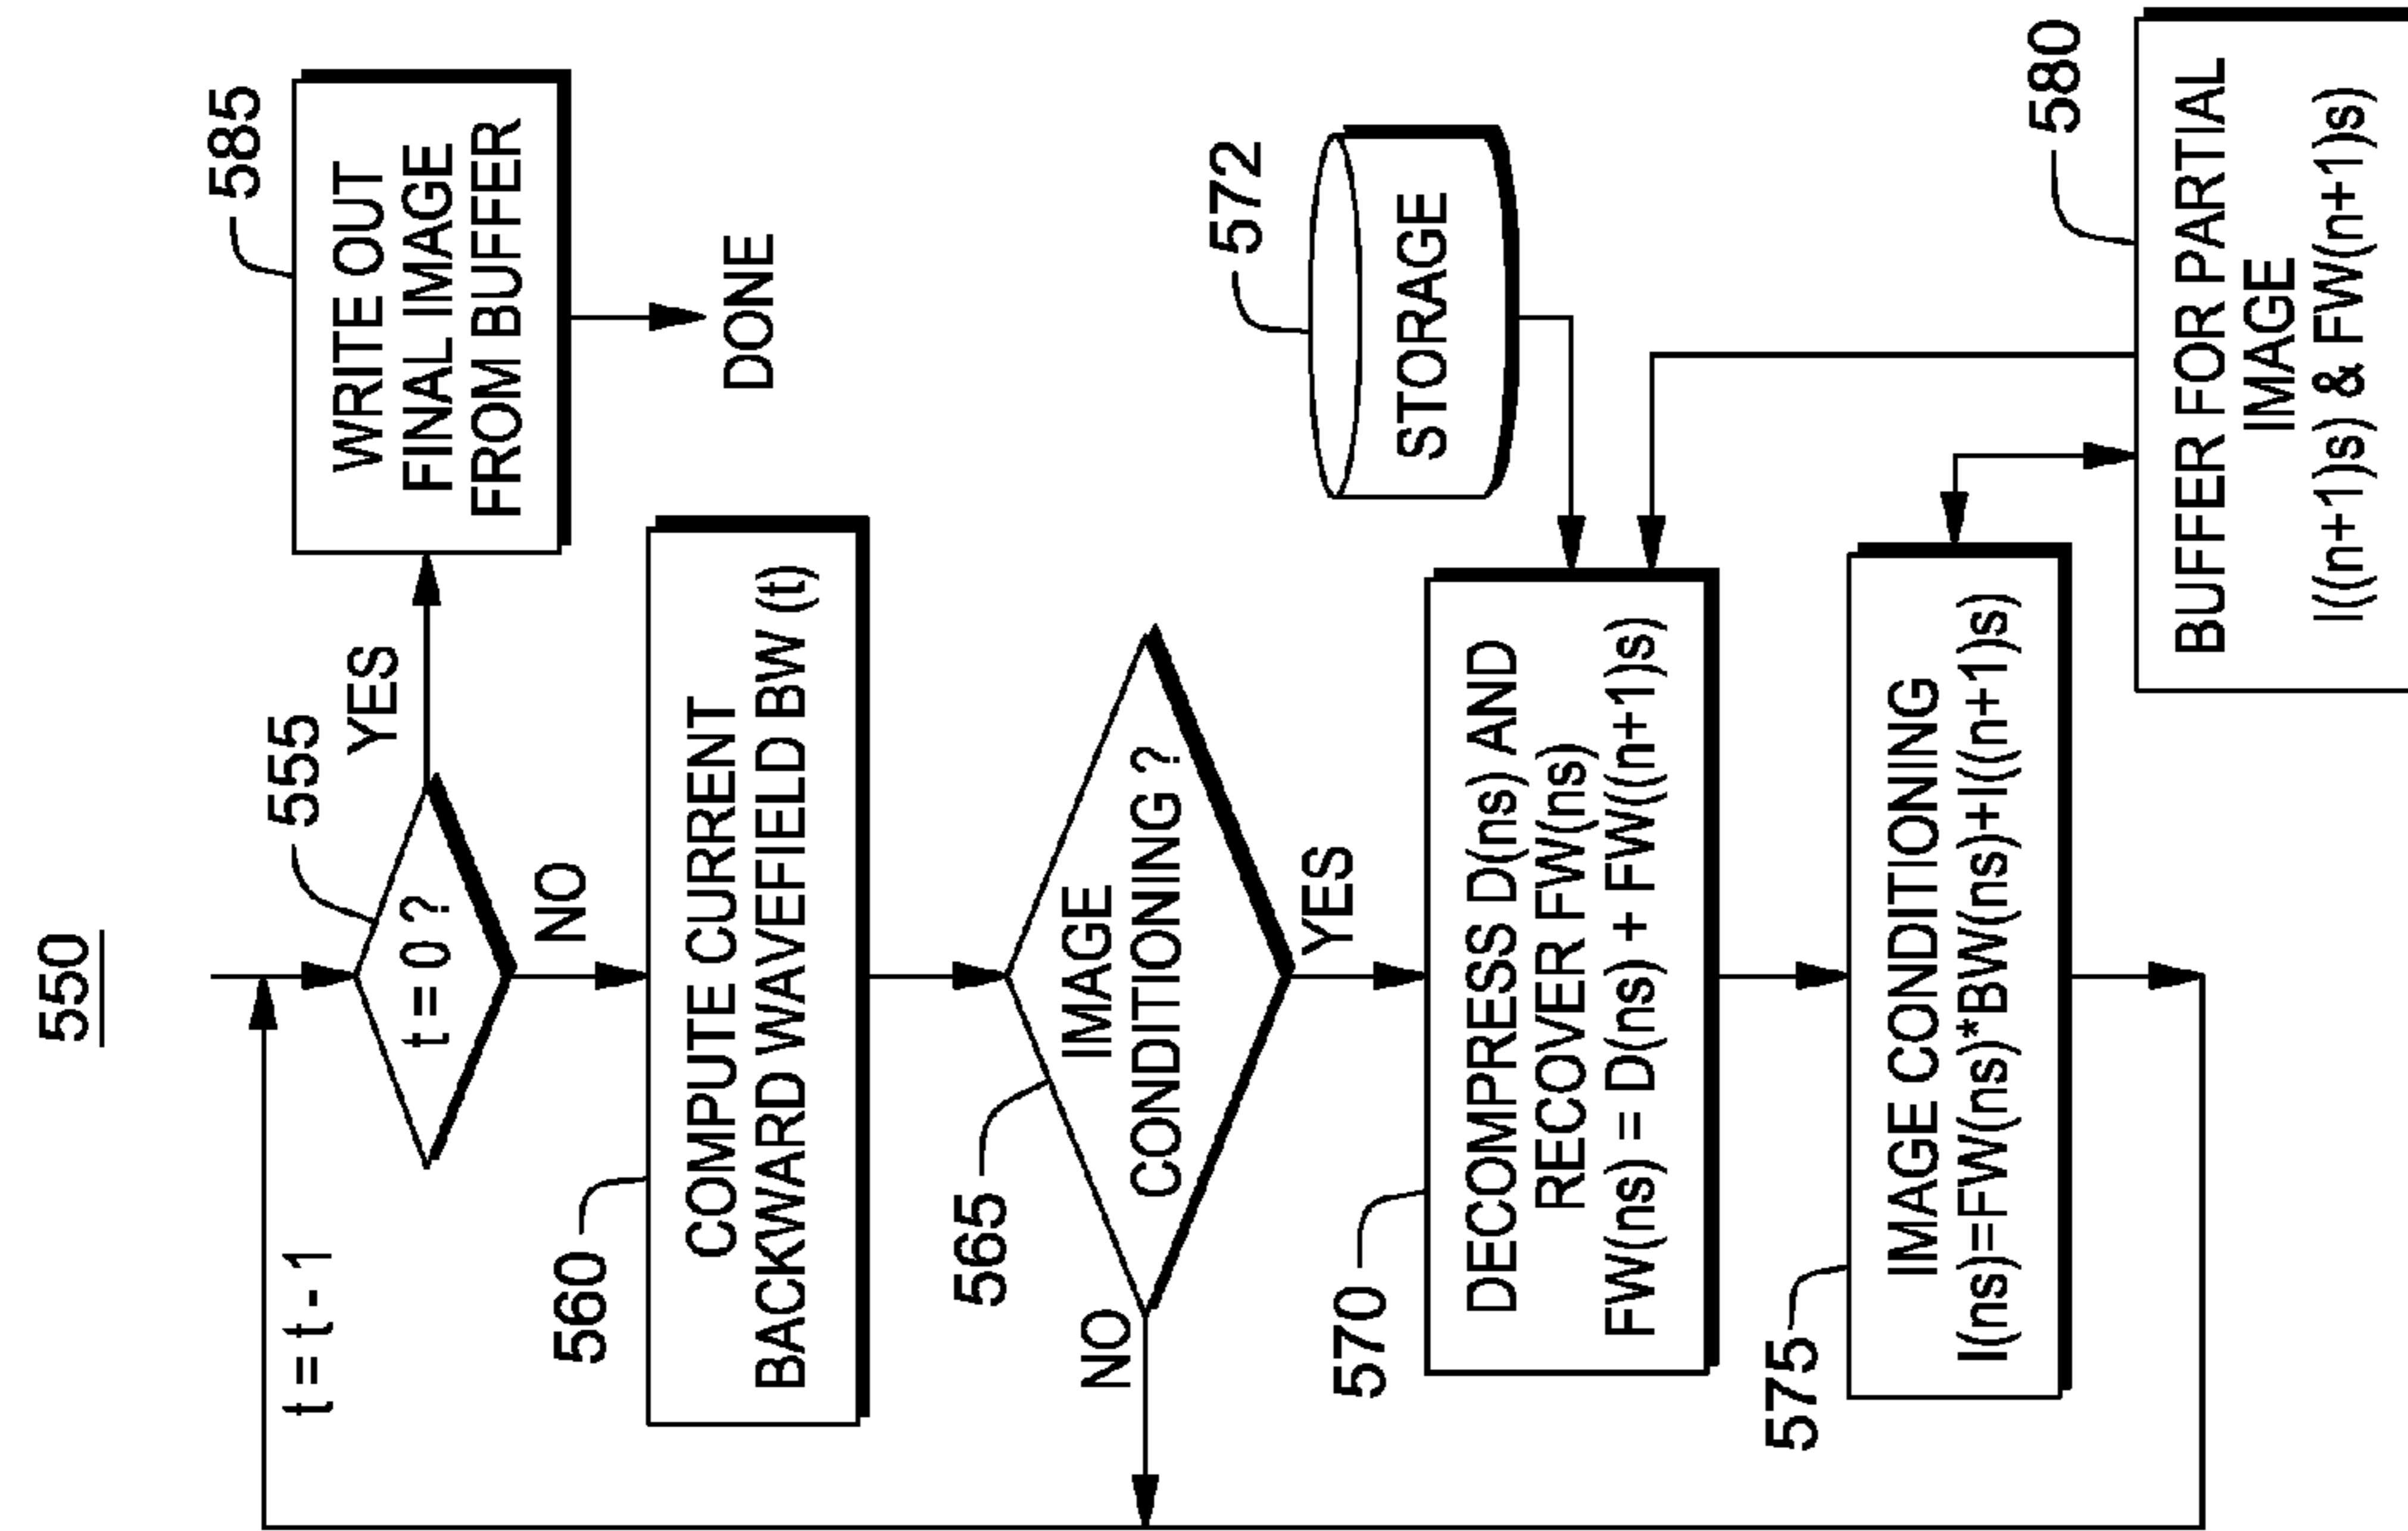 550
t = t - 1
555
t = 0 ?
YES
585
WRITE OUT
FINAL IMAGE
FROM BUFFER
DONE
NO
560
COMPUTE CURRENT
BACKWARD WAVEFIELD BW (t)
565
IMAGE
CONDITIONING ?
NO
YES
572
STORAGE
570
DECOMPRESS D(ns) AND
RECOVER FW(ns)
FW(ns) = D(ns) + FW((n+1)s)
575
IMAGE CONDITIONING
I(ns)=FW(ns)*BW(ns)+I((n+1)s)
580
BUFFER FOR PARTIAL
IMAGE
I((n+1)s) & FW(n+1)s)